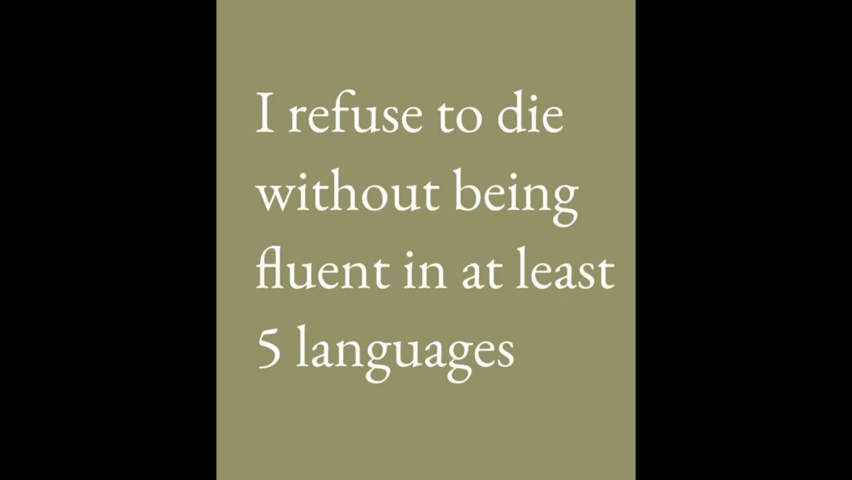 I refuse to die
without being
fluent in at least
5 languages